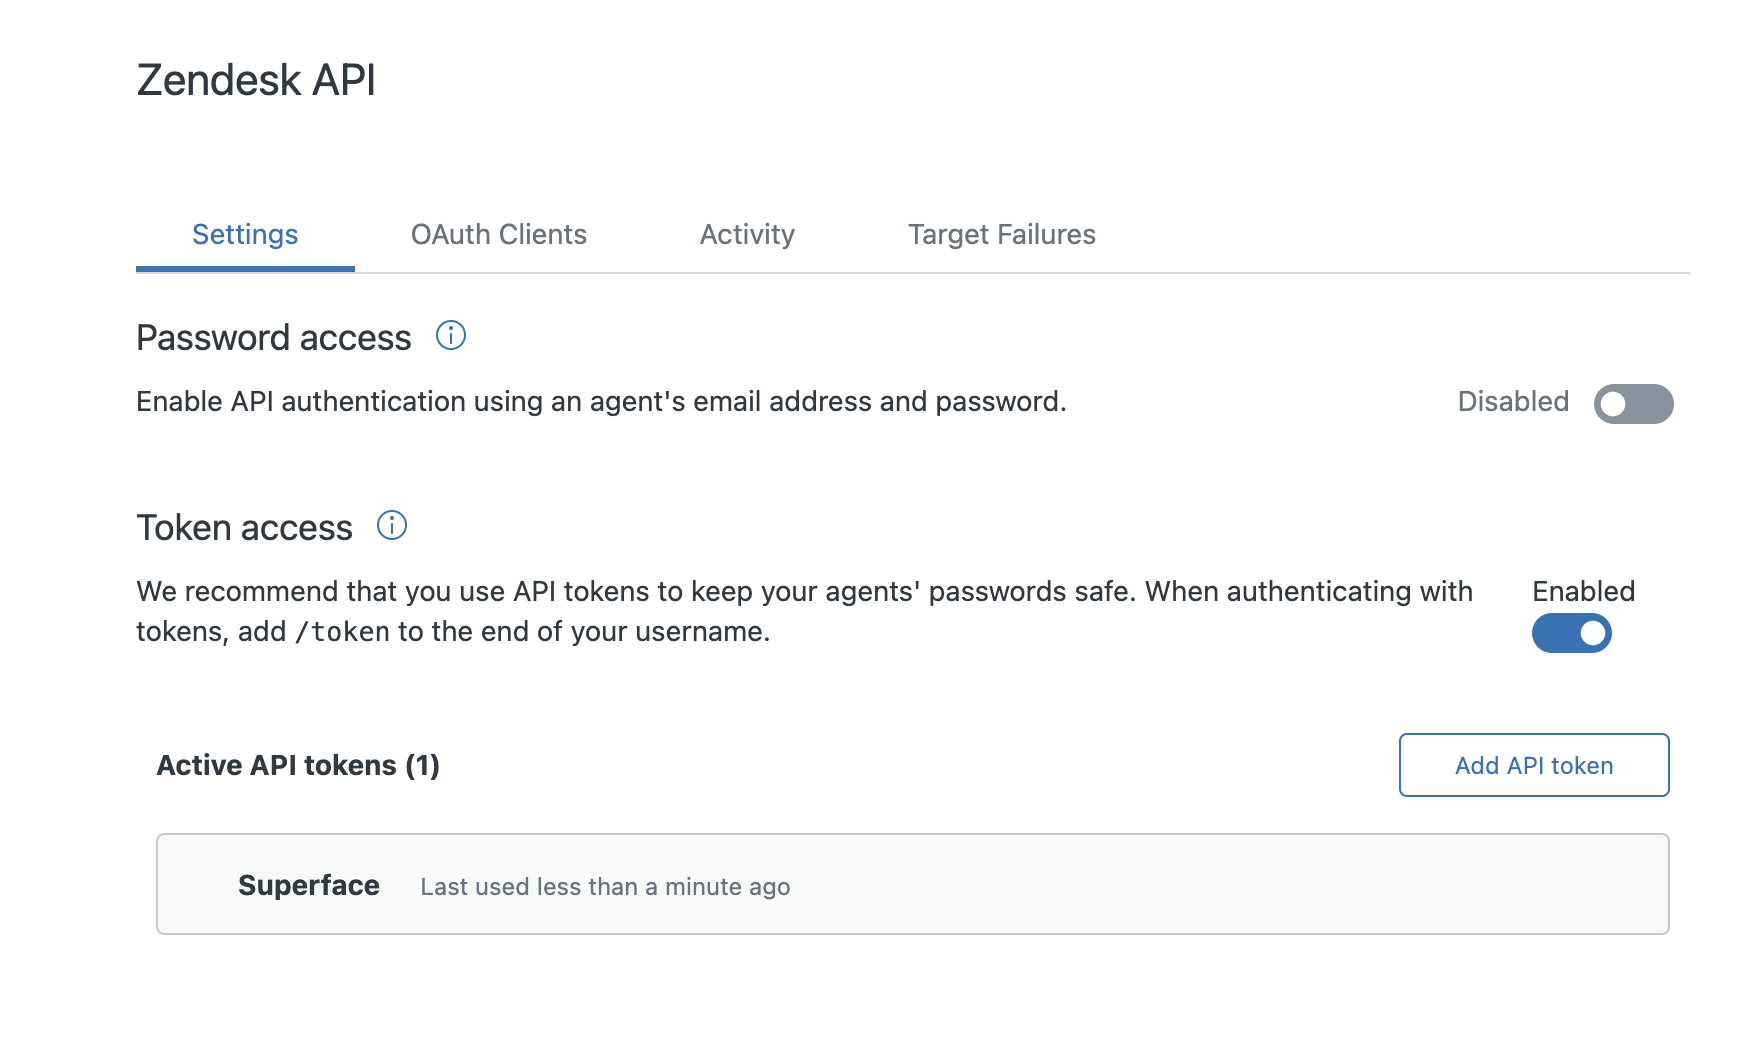 Zendesk API
Settings
OAuth Clients
Activity
Target Failures
Password access
Enable API authentication using an agent's email address and password.
Disabled
Token access
We recommend that you use API tokens to keep your agents' passwords safe. When authenticating with
tokens, add /token to the end of your username.
Enabled
Active API tokens (1)
Add API token
Superface
Last used less than a minute ago